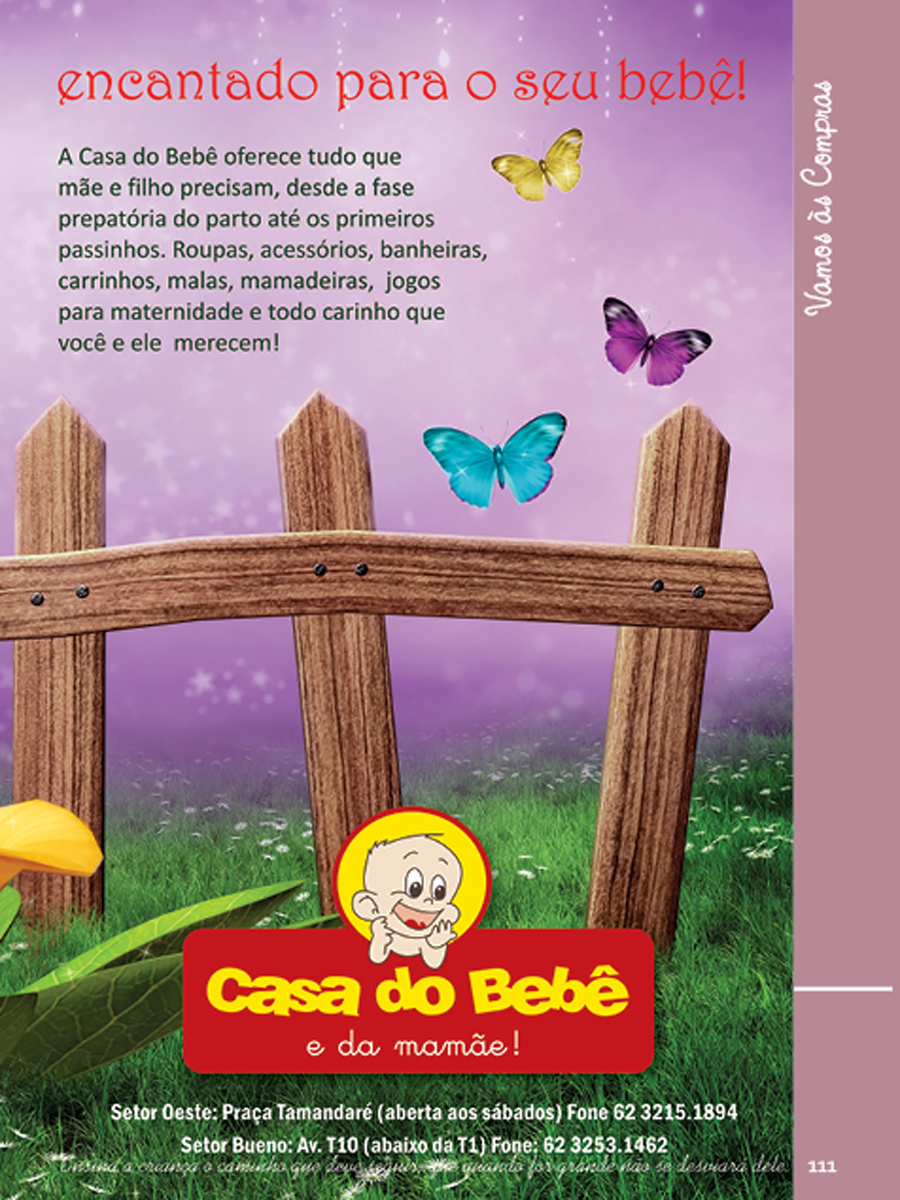 encantado para o seu bebê!
A Casa do Bebê oferece tudo que
mãe e filho precisam, desde a fase
prepatória do parto até os primeiros
passinhos. Roupas, acessórios, banheiras,
carrinhos, malas, mamadeiras, jogos
para maternidade e todo carinho que
você e ele merecem!
Vamos às Compras
Casa do Bebê
e da mamãe!
Setor Oeste: Praça Tamandaré (aberta aos sábados) Fone 62 3215.1894
Setor Bueno: Av. T10 (abaixo da T1) Fone: 62 3253.1462
Ensina a criança o caminho que deve seguir, e quando for grande não se desviará dele.
111